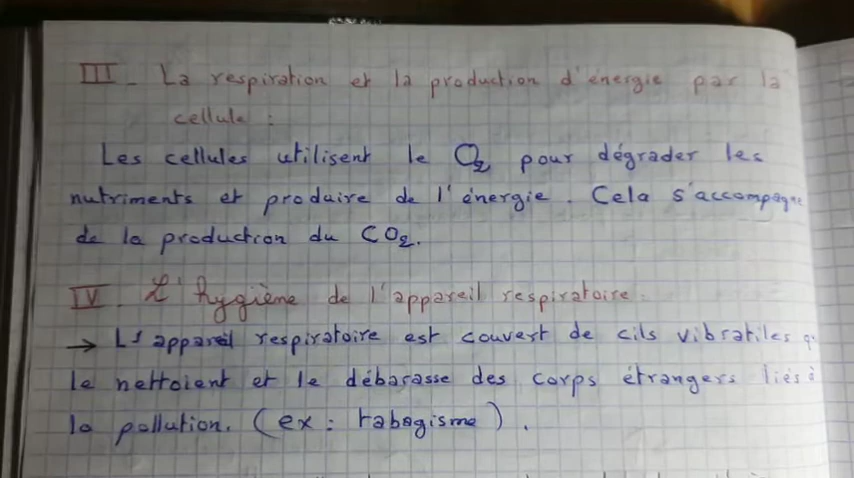 III - La respiration et la production d'énergie par la
cellule :
Les cellules utilisent le O2 pour dégrader les
nutriments et produire de l'énergie. Cela s'accompagne
de la production du CO2.
IV - L'hygiène de l'appareil respiratoire :
→ L'appareil respiratoire est couvert de cils vibratiles
le nettoient et le débarasse des corps étrangers liés à
la pollution. (ex : tabagisme).